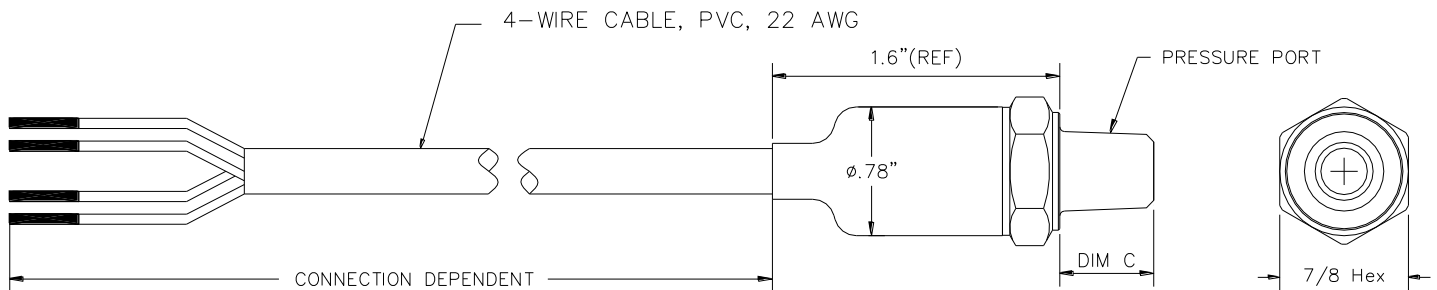 4-WIRE CABLE, PVC, 22 AWG
1.6"(REF)
PRESSURE PORT
ø.78"
DIM C
CONNECTION DEPENDENT
7/8 Hex